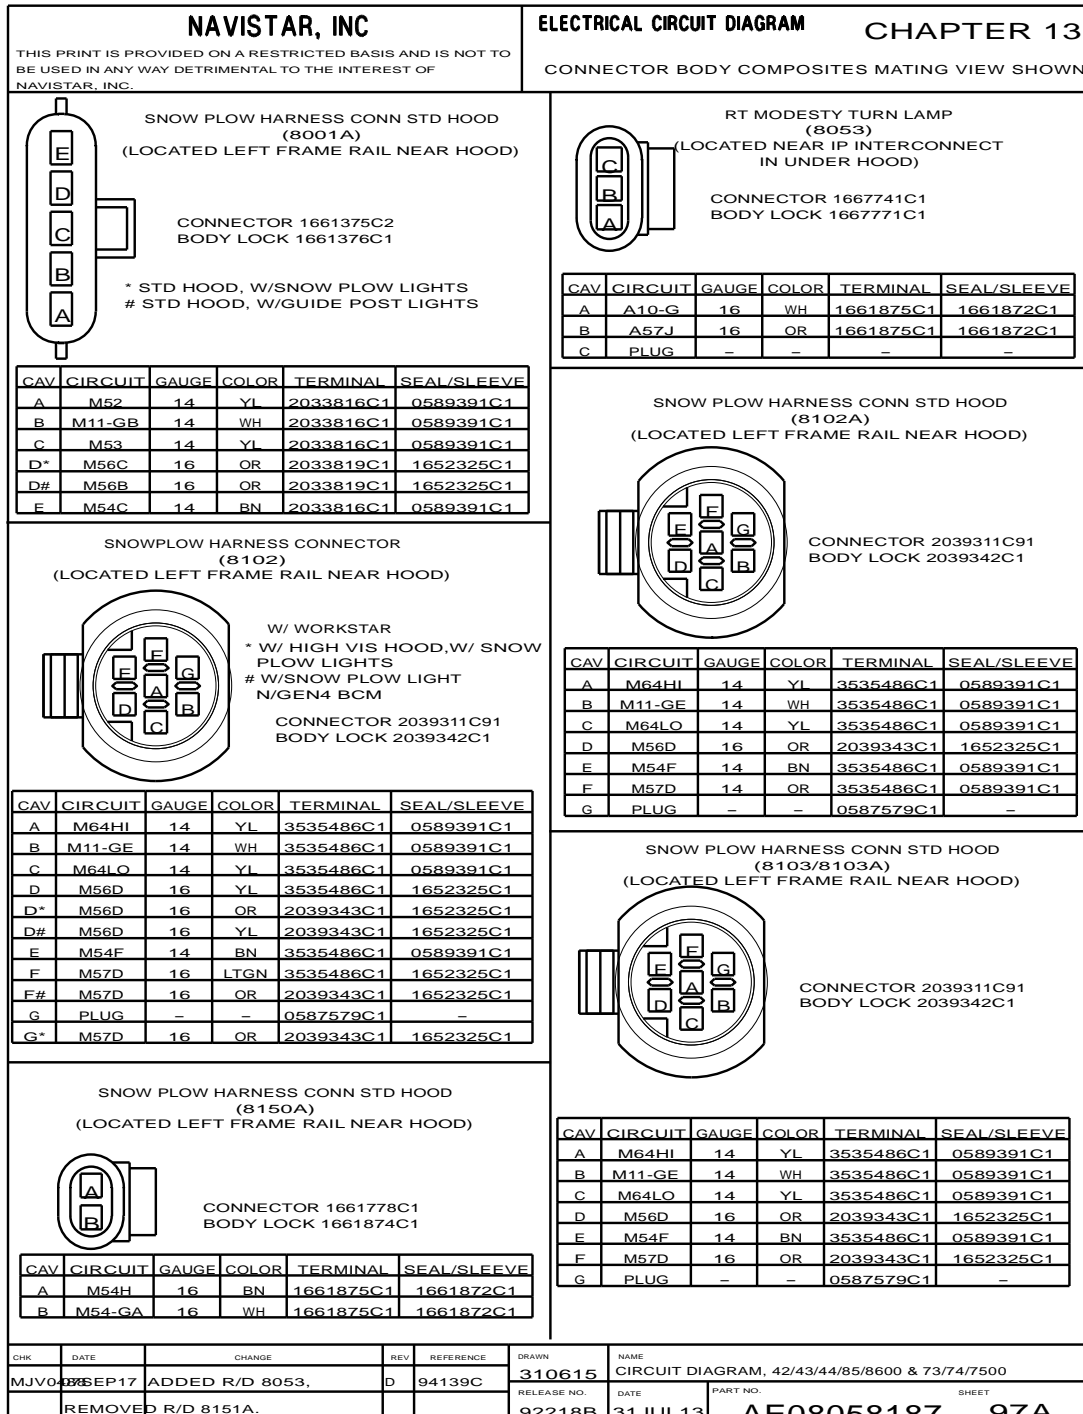 NAVISTAR, INC
THIS PRINT IS PROVIDED ON A RESTRICTED BASIS AND IS NOT TO
BE USED IN ANY WAY DETRIMENTAL TO THE INTEREST OF
NAVISTAR, INC.
ELECTRICAL CIRCUIT DIAGRAM
CHAPTER 13
CONNECTOR BODY COMPOSITES MATING VIEW SHOWN
SNOW PLOW HARNESS CONN STD HOOD
(8001A)
(LOCATED LEFT FRAME RAIL NEAR HOOD)
E
D
C
B
A
CONNECTOR 1661375C2
BODY LOCK 1661376C1
* STD HOOD, W/SNOW PLOW LIGHTS
# STD HOOD, W/GUIDE POST LIGHTS
CAV CIRCUIT GAUGE COLOR TERMINAL SEAL/SLEEVE
A M52 14 YL 2033816C1 0589391C1
B M11-GB 14 WH 2033816C1 0589391C1
C M53 14 YL 2033816C1 0589391C1
D* M56C 16 OR 2033819C1 1652325C1
D# M56B 16 OR 2033819C1 1652325C1
E M54C 14 BN 2033816C1 0589391C1
SNOWPLOW HARNESS CONNECTOR
(8102)
(LOCATED LEFT FRAME RAIL NEAR HOOD)
F
E G
A
D B
C
W/ WORKSTAR
* W/ HIGH VIS HOOD,W/ SNOW
PLOW LIGHTS
# W/SNOW PLOW LIGHT
N/GEN4 BCM
CONNECTOR 2039311C91
BODY LOCK 2039342C1
CAV CIRCUIT GAUGE COLOR TERMINAL SEAL/SLEEVE
A M64HI 14 YL 3535486C1 0589391C1
B M11-GE 14 WH 3535486C1 0589391C1
C M64LO 14 YL 3535486C1 0589391C1
D M56D 16 YL 3535486C1 1652325C1
D* M56D 16 OR 2039343C1 1652325C1
D# M56D 16 YL 2039343C1 1652325C1
E M54F 14 BN 3535486C1 0589391C1
F M57D 16 LTGN 3535486C1 1652325C1
F# M57D 16 OR 2039343C1 1652325C1
G PLUG – – 0587579C1 –
G* M57D 16 OR 2039343C1 1652325C1
SNOW PLOW HARNESS CONN STD HOOD
(8150A)
(LOCATED LEFT FRAME RAIL NEAR HOOD)
A
B
CONNECTOR 1661778C1
BODY LOCK 1661874C1
CAV CIRCUIT GAUGE COLOR TERMINAL SEAL/SLEEVE
A M54H 16 BN 1661875C1 1661872C1
B M54-GA 16 WH 1661875C1 1661872C1
RT MODESTY TURN LAMP
(8053)
(LOCATED NEAR IP INTERCONNECT
IN UNDER HOOD)
C
B
A
CONNECTOR 1667741C1
BODY LOCK 1667771C1
CAV CIRCUIT GAUGE COLOR TERMINAL SEAL/SLEEVE
A A10-G 16 WH 1661875C1 1661872C1
B A57J 16 OR 1661875C1 1661872C1
C PLUG – – – –
SNOW PLOW HARNESS CONN STD HOOD
(8102A)
(LOCATED LEFT FRAME RAIL NEAR HOOD)
F
E G
A
D B
C
CONNECTOR 2039311C91
BODY LOCK 2039342C1
CAV CIRCUIT GAUGE COLOR TERMINAL SEAL/SLEEVE
A M64HI 14 YL 3535486C1 0589391C1
B M11-GE 14 WH 3535486C1 0589391C1
C M64LO 14 YL 3535486C1 0589391C1
D M56D 16 OR 2039343C1 1652325C1
E M54F 14 BN 3535486C1 0589391C1
F M57D 14 OR 3535486C1 0589391C1
G PLUG – – 0587579C1 –
SNOW PLOW HARNESS CONN STD HOOD
(8103/8103A)
(LOCATED LEFT FRAME RAIL NEAR HOOD)
F
E G
A
D B
C
CONNECTOR 2039311C91
BODY LOCK 2039342C1
CAV CIRCUIT GAUGE COLOR TERMINAL SEAL/SLEEVE
A M64HI 14 YL 3535486C1 0589391C1
B M11-GE 14 WH 3535486C1 0589391C1
C M64LO 14 YL 3535486C1 0589391C1
D M56D 16 OR 2039343C1 1652325C1
E M54F 14 BN 3535486C1 0589391C1
F M57D 16 OR 2039343C1 1652325C1
G PLUG – – 0587579C1 –
CHK DATE CHANGE REV REFERENCE
ADDED R/D 8053, D 94139C
REMOVED R/D 8151A,
DRAWN NAME
310615 CIRCUIT DIAGRAM, 42/43/44/85/8600 & 73/74/7500
RELEASE NO. DATE PART NO. SHEET
92218B 31JUL13 AE08058187 97A